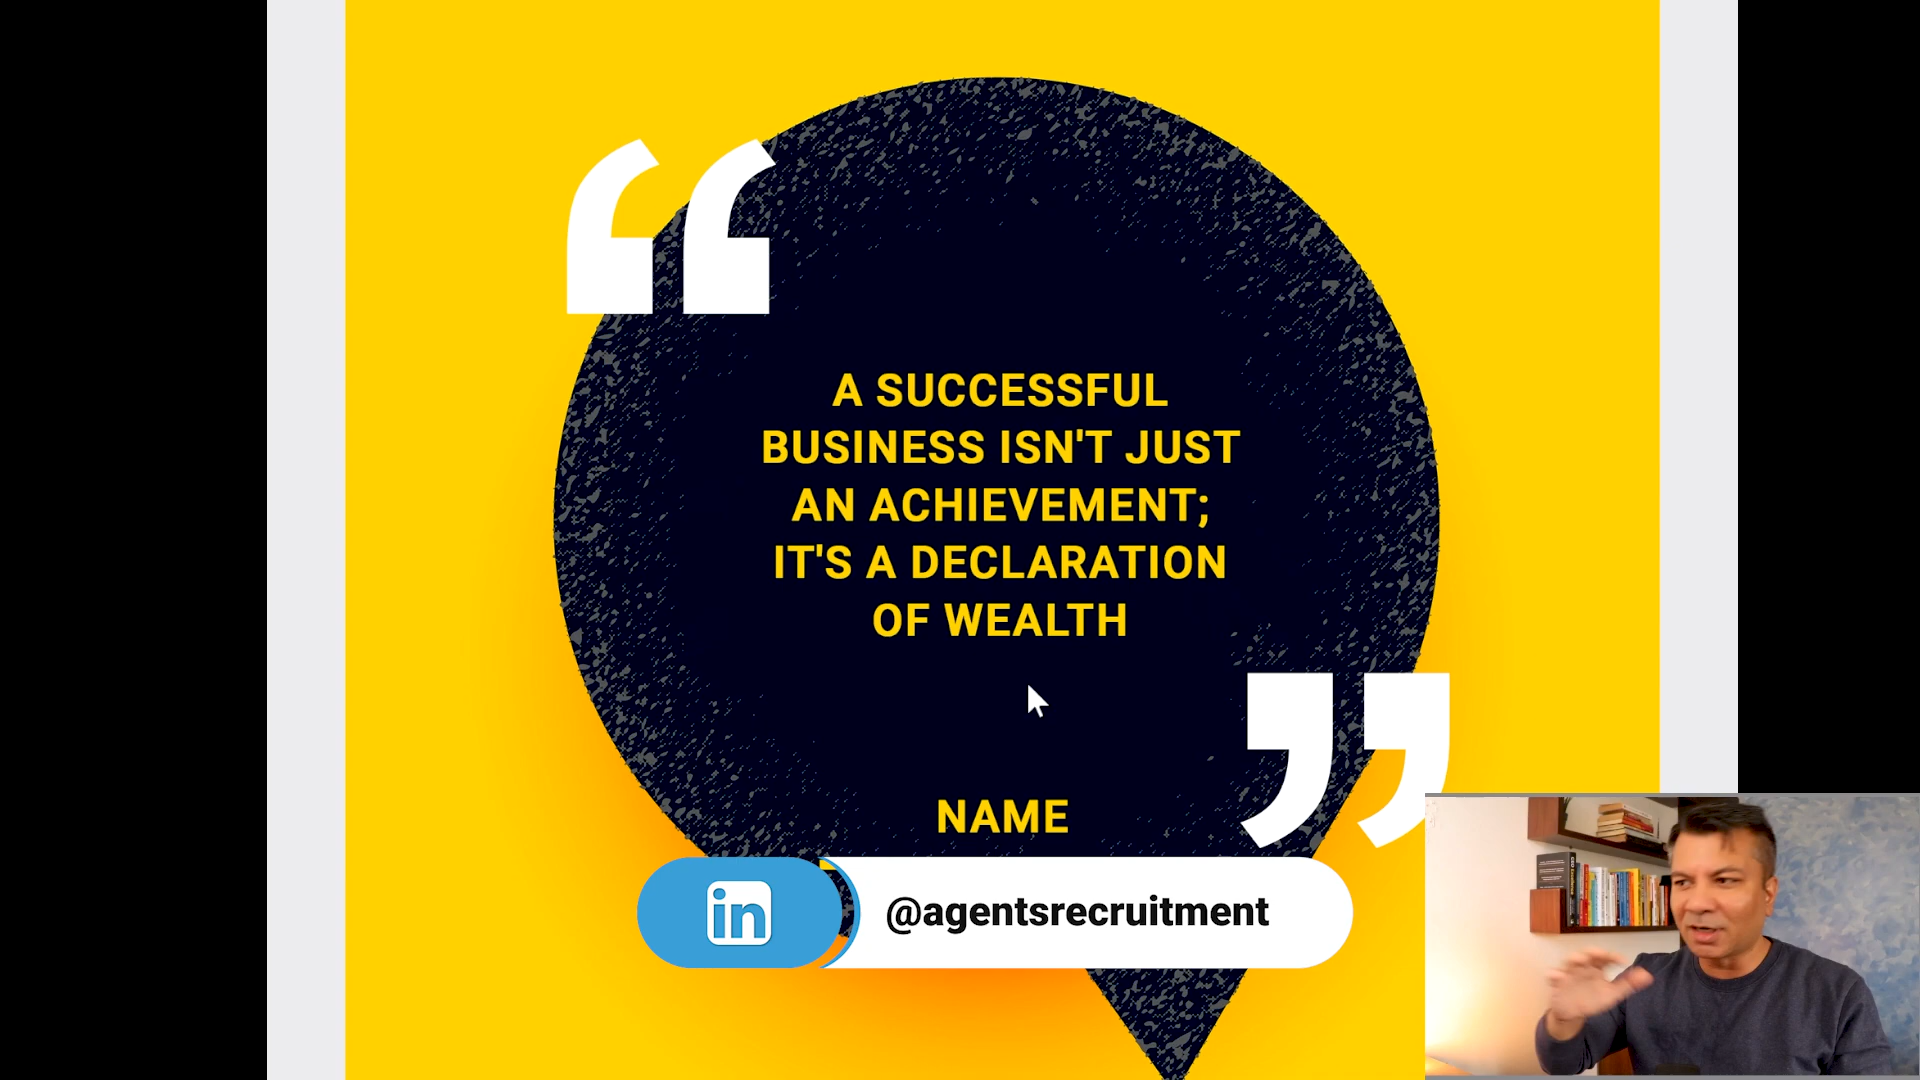 “
A SUCCESSFUL
BUSINESS ISN'T JUST
AN ACHIEVEMENT;
IT'S A DECLARATION
OF WEALTH
”
NAME
in @agentsrecruitment